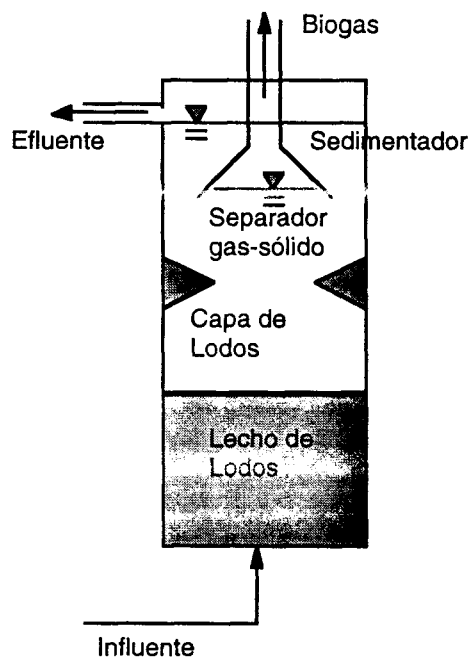 Biogas
Efluente
Sedimentador
Separador
gas-sólido
Capa de
Lodos
Lecho de
Lodos
Influente